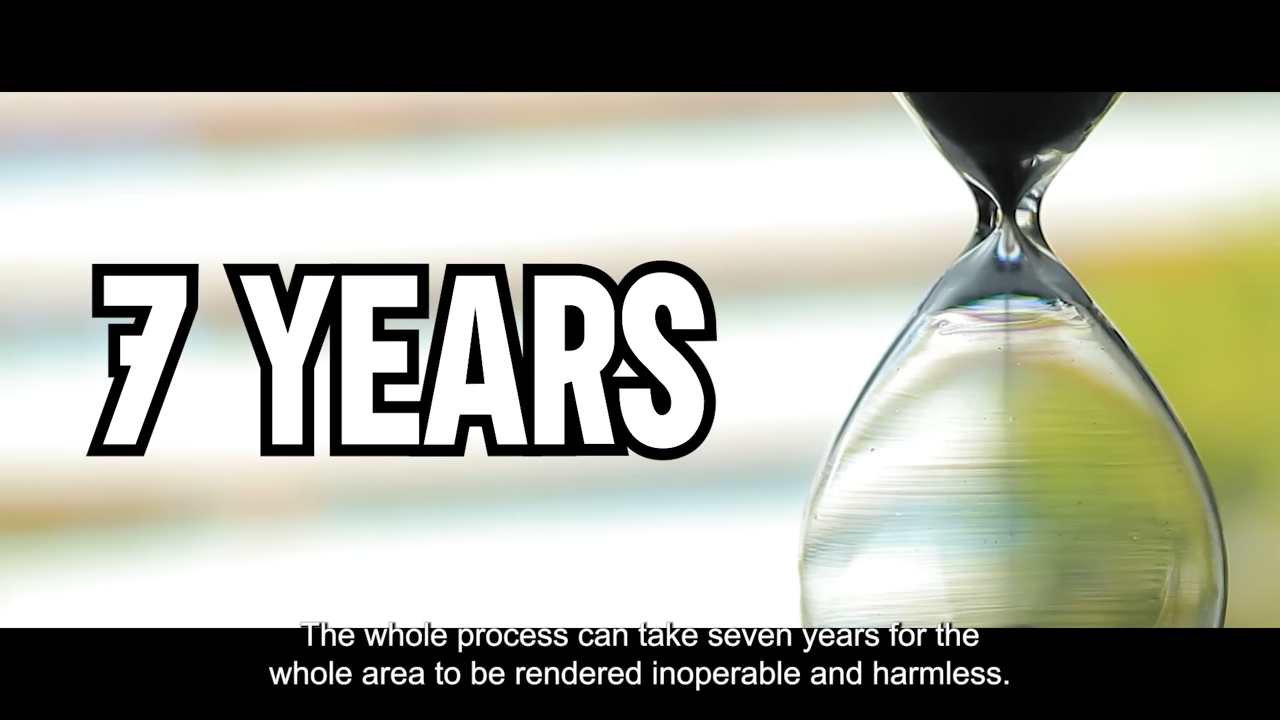 7 YEARS
The whole process can take seven years for the
whole area to be rendered inoperable and harmless.